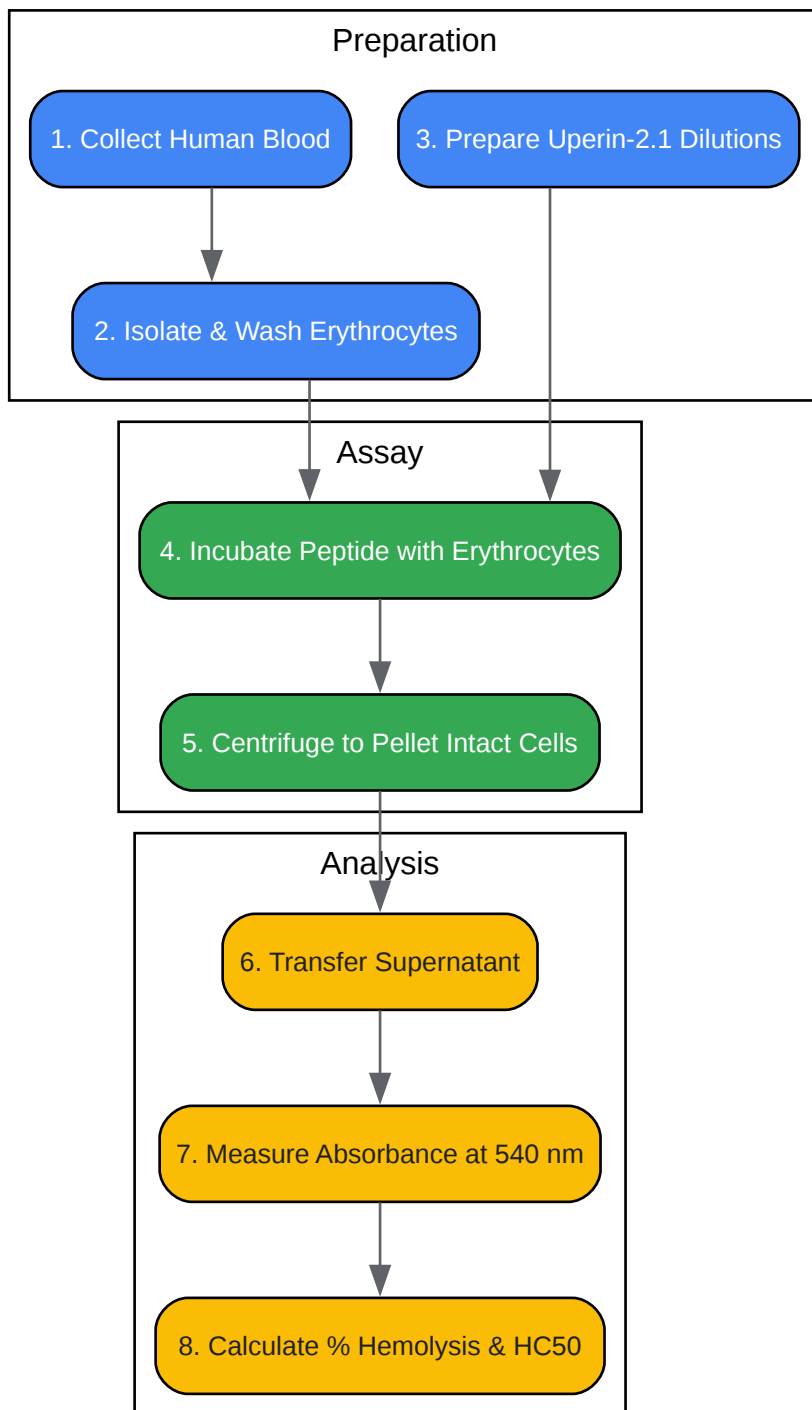 Preparation
1. Collect Human Blood
3. Prepare Uperin-2.1 Dilutions
2. Isolate & Wash Erythrocytes
Assay
4. Incubate Peptide with Erythrocytes
5. Centrifuge to Pellet Intact Cells
Analysis
6. Transfer Supernatant
7. Measure Absorbance at 540 nm
8. Calculate % Hemolysis & HC50